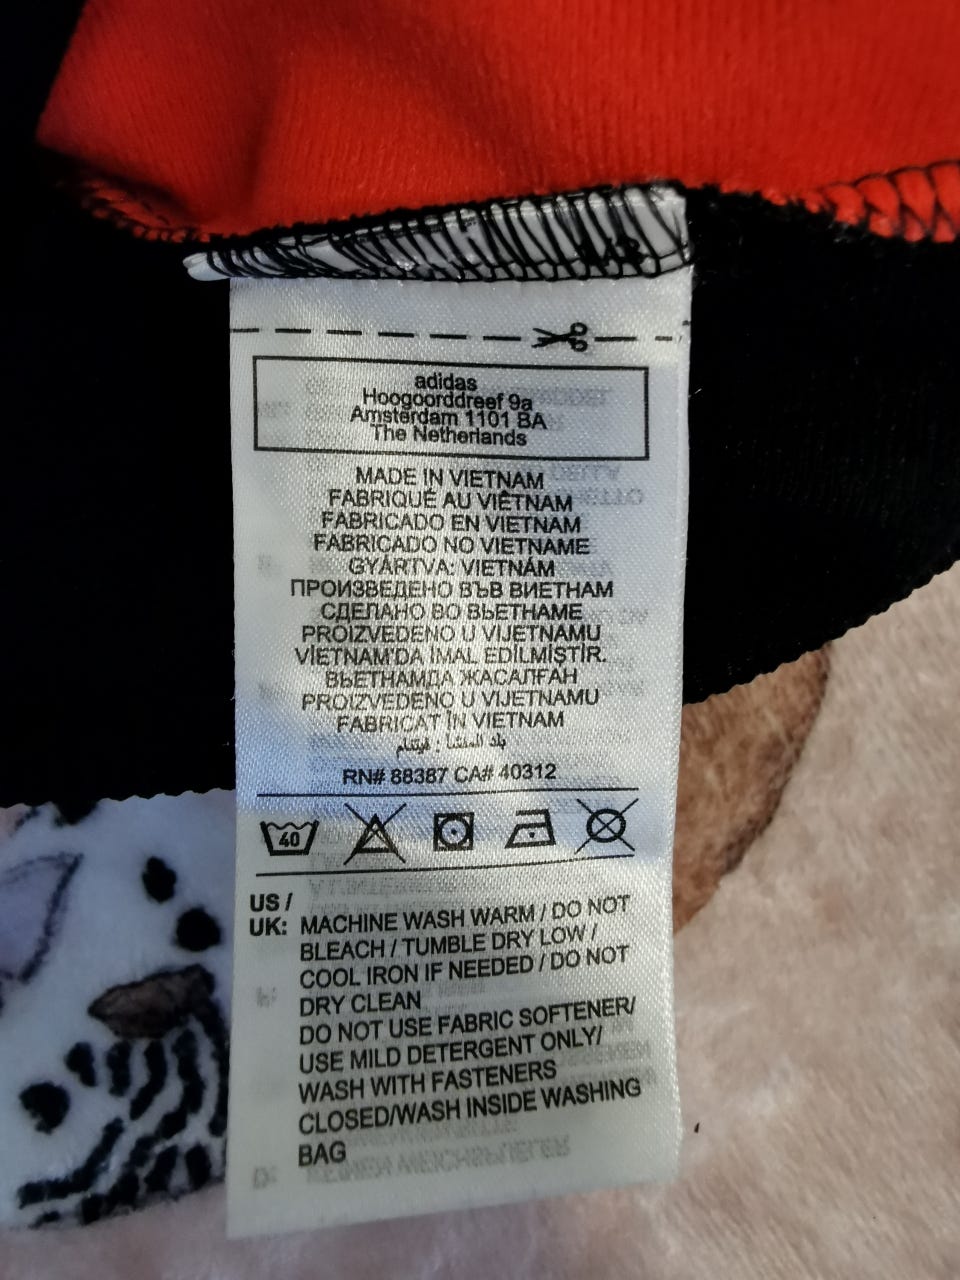 adidas
Hoogoorddreef 9a
Amsterdam 1101 BA
The Netherlands
MADE IN VIETNAM
FABRIQUÉ AU VIÊTNAM
FABRICADO EN VIETNAM
FABRICADO NO VIETNAME
GYÁRTVA: VIETNÁM
ПРОИЗВЕДЕНО ВЪВ ВИЕТНАМ
СДЕЛАНО ВО ВЬЕТНАМЕ
PROIZVEDENO U VIJETNAMU
VİETNAM'DA İMAL EDİLMİŞTİR.
ВЬЕТНАМДА ЖАСАЛҒАН
PROIZVEDENO U VIJETNAMU
FABRICAT ÎN VIETNAM
بلد المنشأ : فيتنام
RN# 88387 CA# 40312
40
US /
UK: MACHINE WASH WARM / DO NOT
BLEACH / TUMBLE DRY LOW /
COOL IRON IF NEEDED / DO NOT
DRY CLEAN
DO NOT USE FABRIC SOFTENER/
USE MILD DETERGENT ONLY/
WASH WITH FASTENERS
CLOSED/WASH INSIDE WASHING
BAG